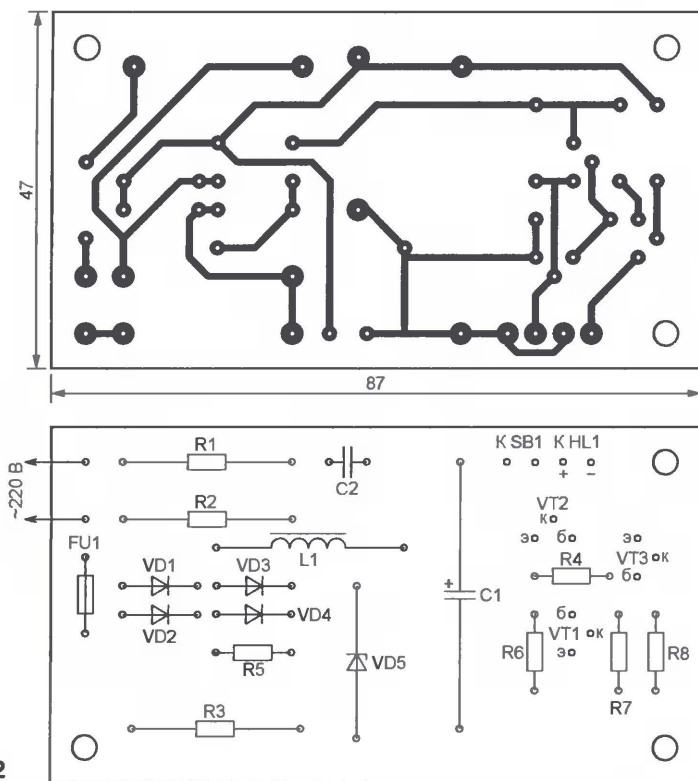 47
87
К SB1 К HL1
+ –
~220 В
R1
C2
R2
FU1
L1
VT2
к
э б э
R4
VT3 к
б
VD1 VD3
+
C1
VD2 VD4
R5
VD5
б
VT1 к
э
R6
R7
R8
R3